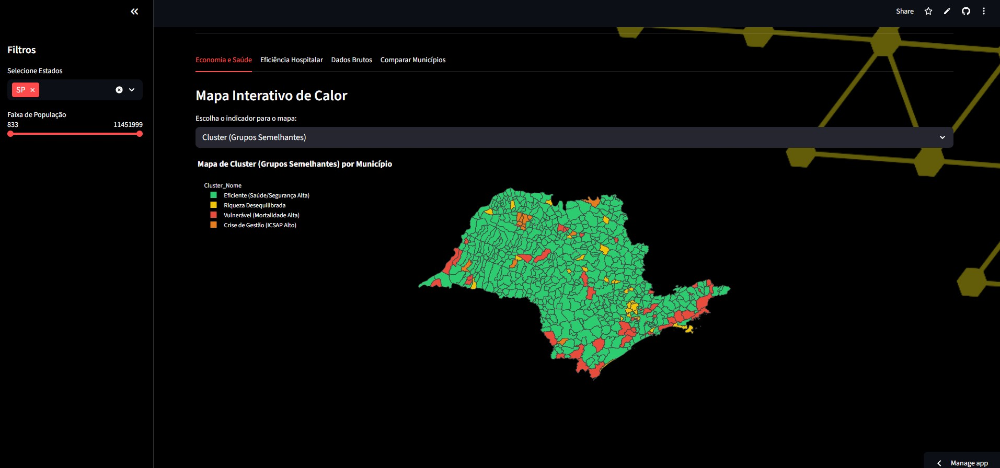 Share
Filtros
Selecione Estados
SP
Faixa de População
833 11451999
Economia e Saúde Eficiência Hospitalar Dados Brutos Comparar Municípios
Mapa Interativo de Calor
Escolha o indicador para o mapa:
Cluster (Grupos Semelhantes)
Mapa de Cluster (Grupos Semelhantes) por Município
Cluster_Nome
Eficiente (Saúde/Segurança Alta)
Riqueza Desequilibrada
Vulnerável (Mortalidade Alta)
Crise de Gestão (ICSAP Alto)
Manage app